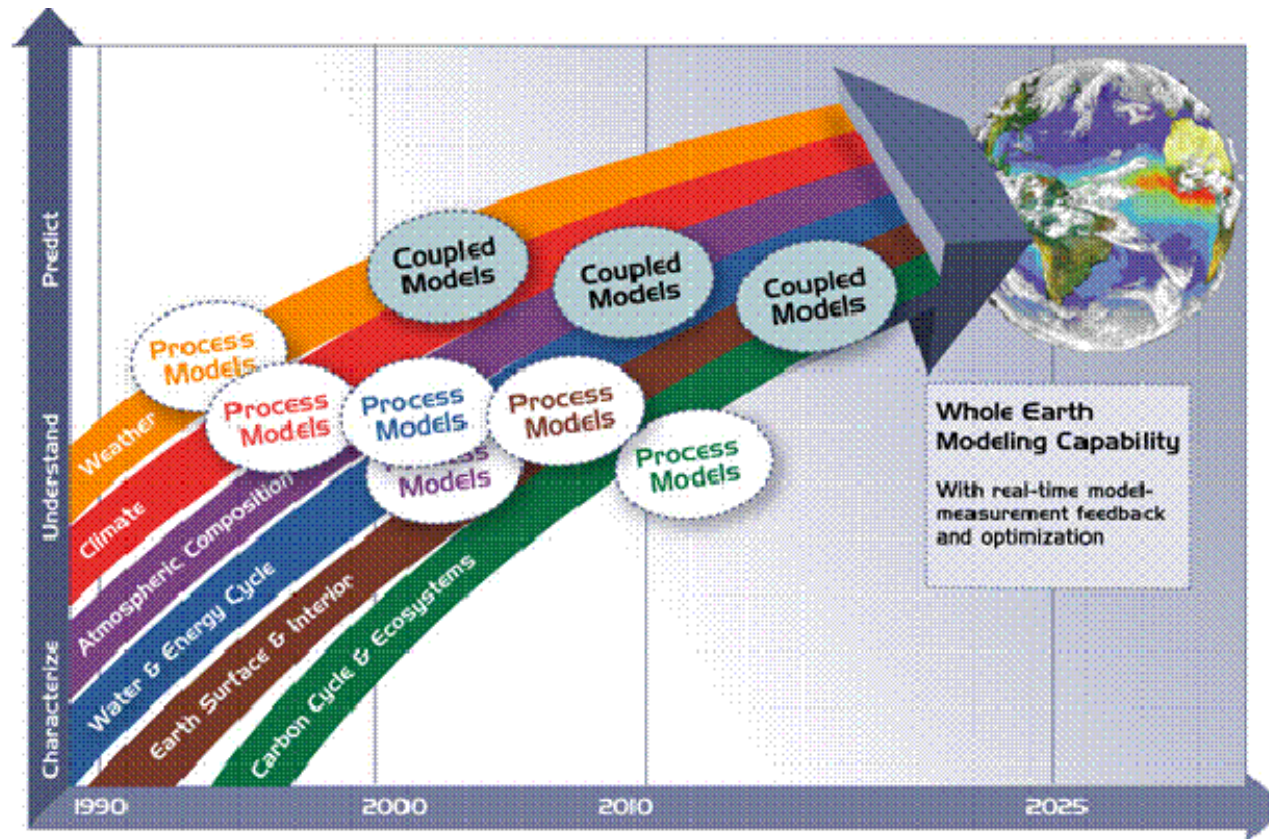 Predict
Understand
Characterize
Coupled
Models
Coupled
Models
Coupled
Models
Process
Models
Process
Models
Process
Models
Process
Models
Models
Process
Models
Weather
Climate
Atmospheric Composition
Water & Energy Cycle
Earth Surface & Interior
Carbon Cycle & Ecosystems
Whole Earth
Modeling Capability
With real-time model-
measurement feedback
and optimization
1990
2000
2010
2025